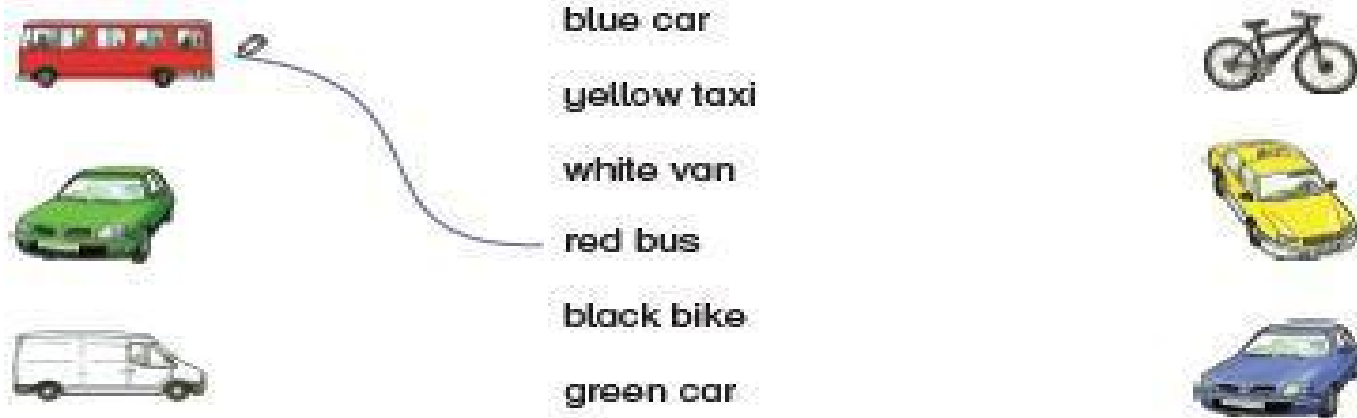 blue car
yellow taxi
white van
red bus
black bike
green car